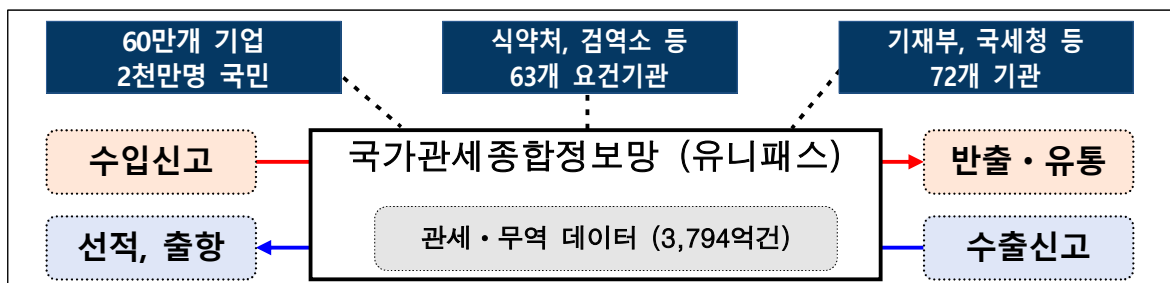 60만개 기업
2천만명 국민
식약처, 검역소 등
63개 요건기관
기재부, 국세청 등
72개 기관
수입신고
국가관세종합정보망 (유니패스)
반출・유통
선적, 출항
관세・무역 데이터 (3,794억건)
수출신고